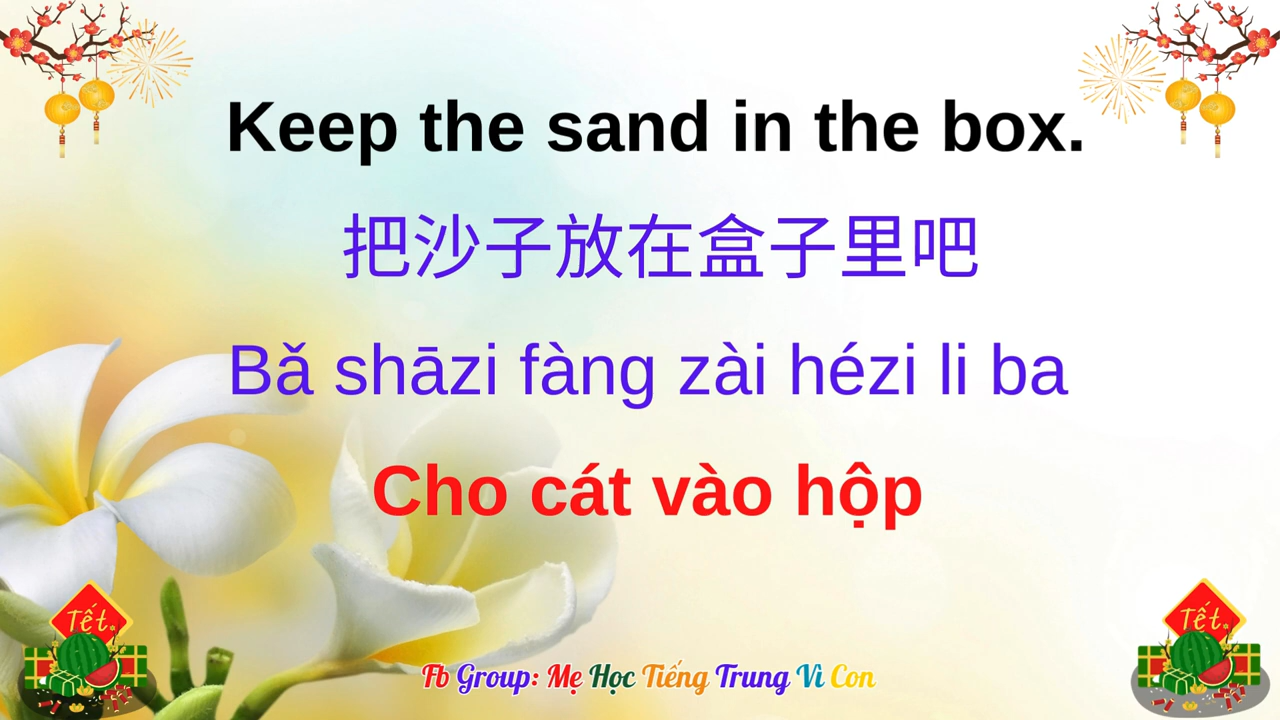 Keep the sand in the box.
把沙子放在盒子里吧
Bǎ shāzi fàng zài hézi li ba
Cho cát vào hộp
Tết
Tết
Fb Group: Mẹ Học Tiếng Trung Vì Con